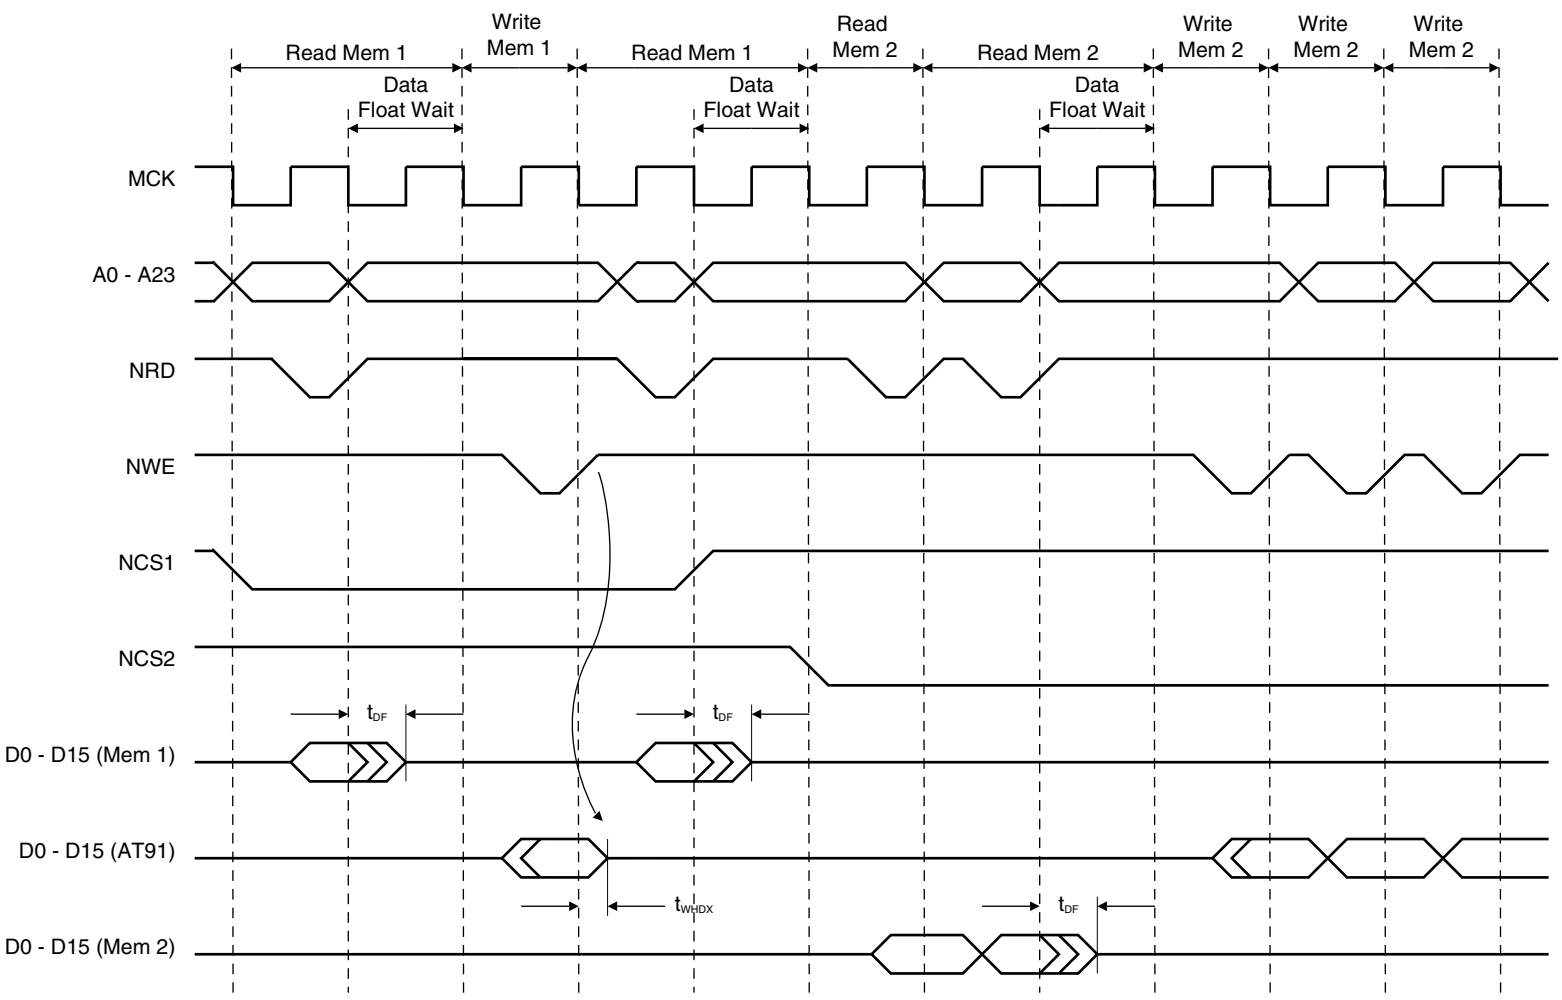 Write
Mem 1
Read
Mem 2
Write
Mem 2
Write
Mem 2
Write
Mem 2
Read Mem 1
Read Mem 1
Read Mem 2
Data
Float Wait
Data
Float Wait
Data
Float Wait
MCK
A0 - A23
NRD
NWE
NCS1
NCS2
tDF
tDF
D0 - D15 (Mem 1)
D0 - D15 (AT91)
tWHDX
tDF
D0 - D15 (Mem 2)